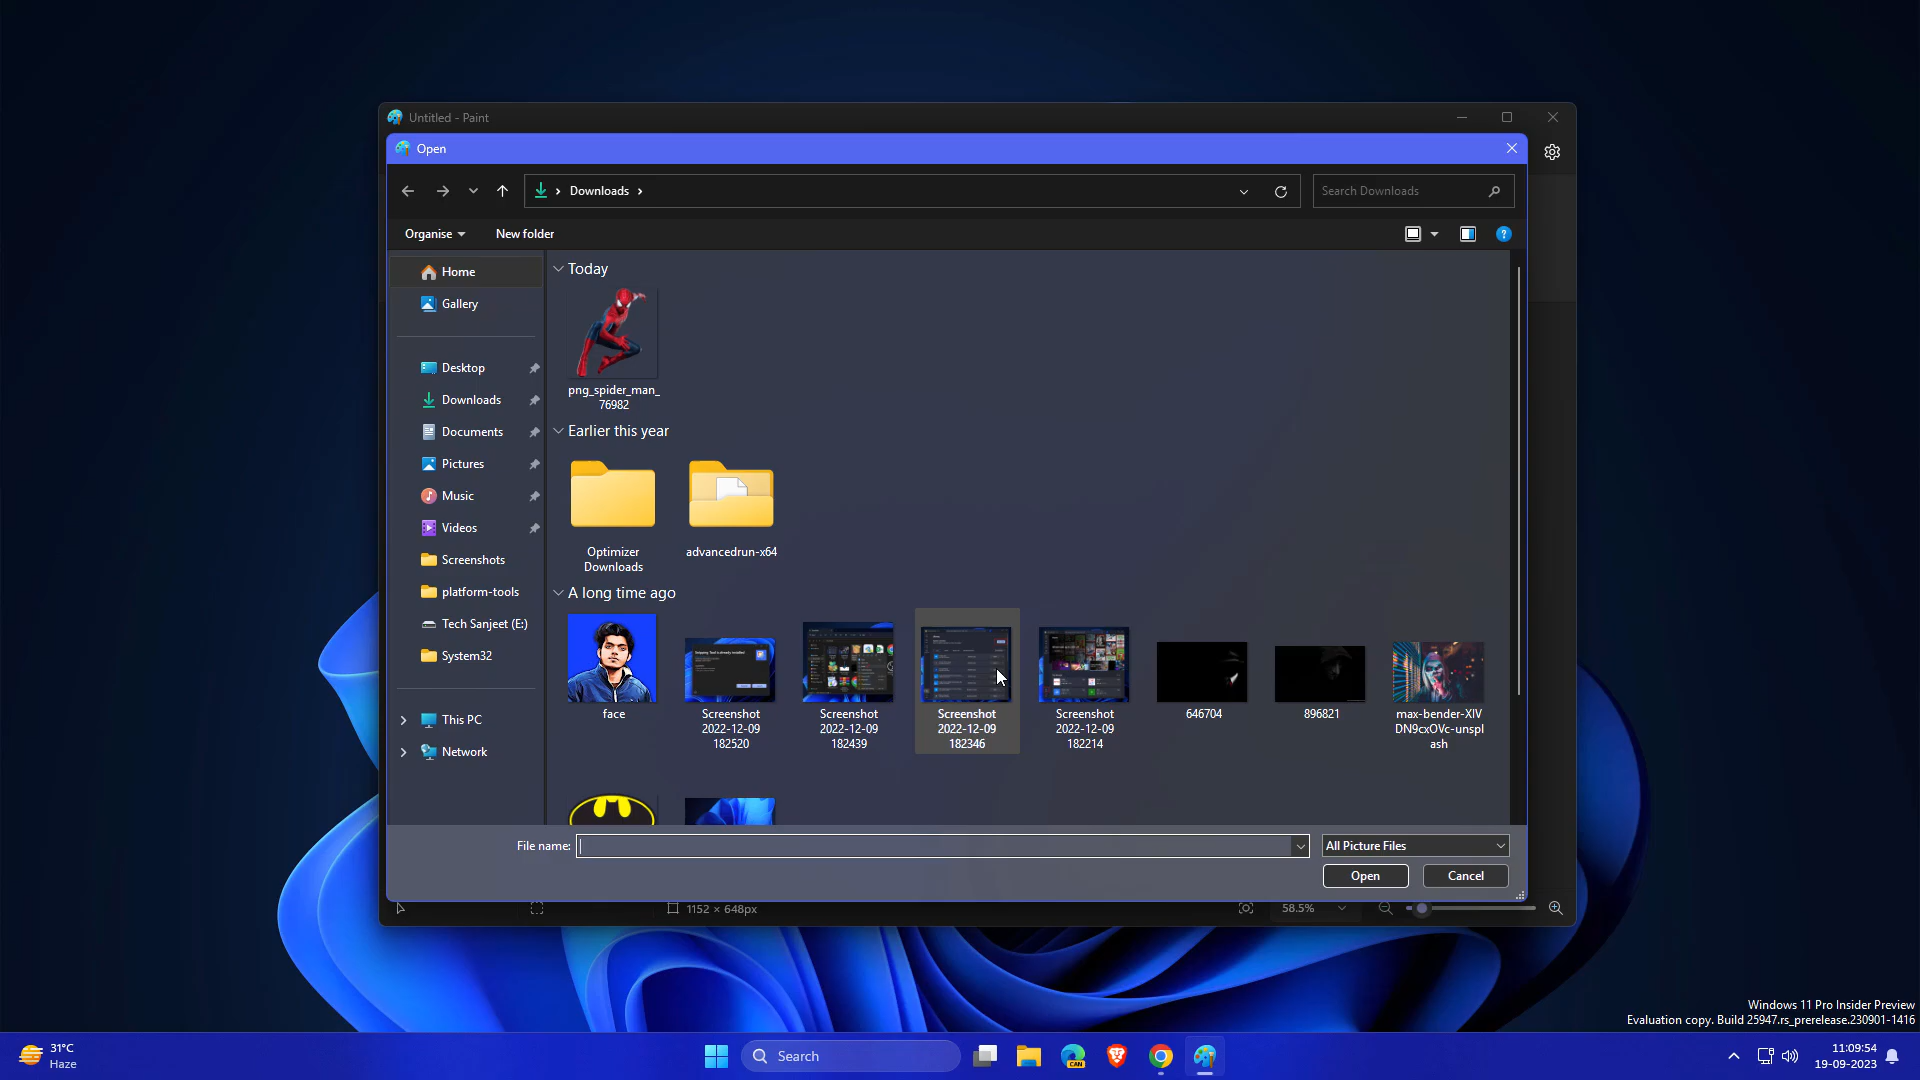 Untitled - Paint
Open
Downloads
Search Downloads
Organise
New folder
Home
Gallery
Desktop
Downloads
Documents
Pictures
Music
Videos
Screenshots
platform-tools
Tech Sanjeet (E:)
System32
This PC
Network
Today
png_spider_man_
76982
Earlier this year
Optimizer
Downloads
advancedrun-x64
A long time ago
face
Screenshot
2022-12-09
182520
Screenshot
2022-12-09
182439
Screenshot
2022-12-09
182346
Screenshot
2022-12-09
182214
646704
896821
max-bender-XIV
DN9cxOVc-unspl
ash
File name:
All Picture Files
Open
Cancel
1152 × 648px
58.5%
Windows 11 Pro Insider Preview
Evaluation copy. Build 25947.rs_prerelease.230901-1416
31°C
Haze
Search
CAN
11:09:54
19-09-2023